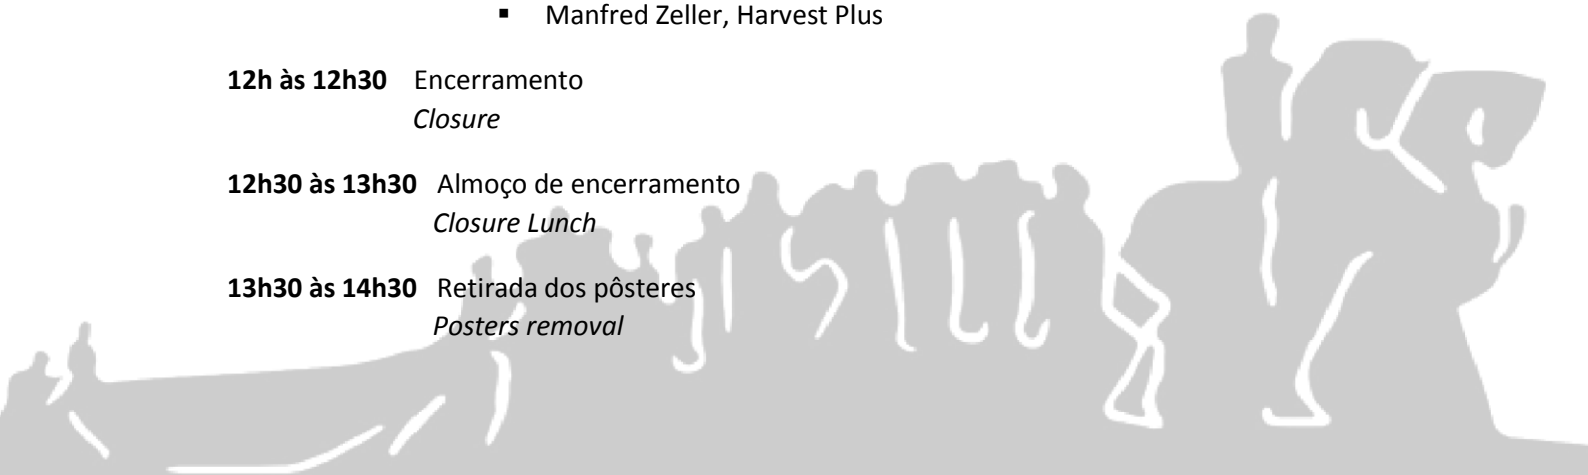 ▪ Manfred Zeller, Harvest Plus
12h às 12h30 Encerramento
Closure
12h30 às 13h30 Almoço de encerramento
Closure Lunch
13h30 às 14h30 Retirada dos pôsteres
Posters removal